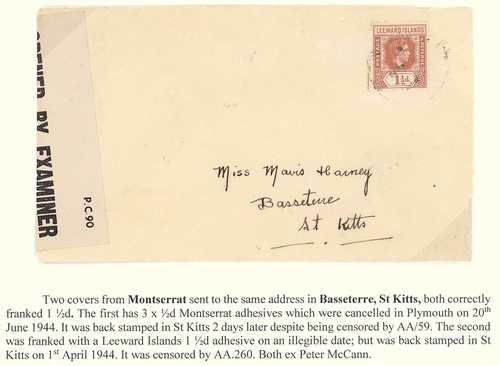 OPENED BY EXAMINER
P.C 90
LEEWARD ISLANDS
POSTAGE
REVENUE
1½d
Miss Mavis Harney
Basseterre
St Kitts
Two covers from Montserrat sent to the same address in Basseterre, St Kitts, both correctly
franked 1 ½d. The first has 3 x ½d Montserrat adhesives which were cancelled in Plymouth on 20th
June 1944. It was back stamped in St Kitts 2 days later despite being censored by AA/59. The second
was franked with a Leeward Islands 1 ½d adhesive on an illegible date; but was back stamped in St
Kitts on 1st April 1944. It was censored by AA.260. Both ex Peter McCann.